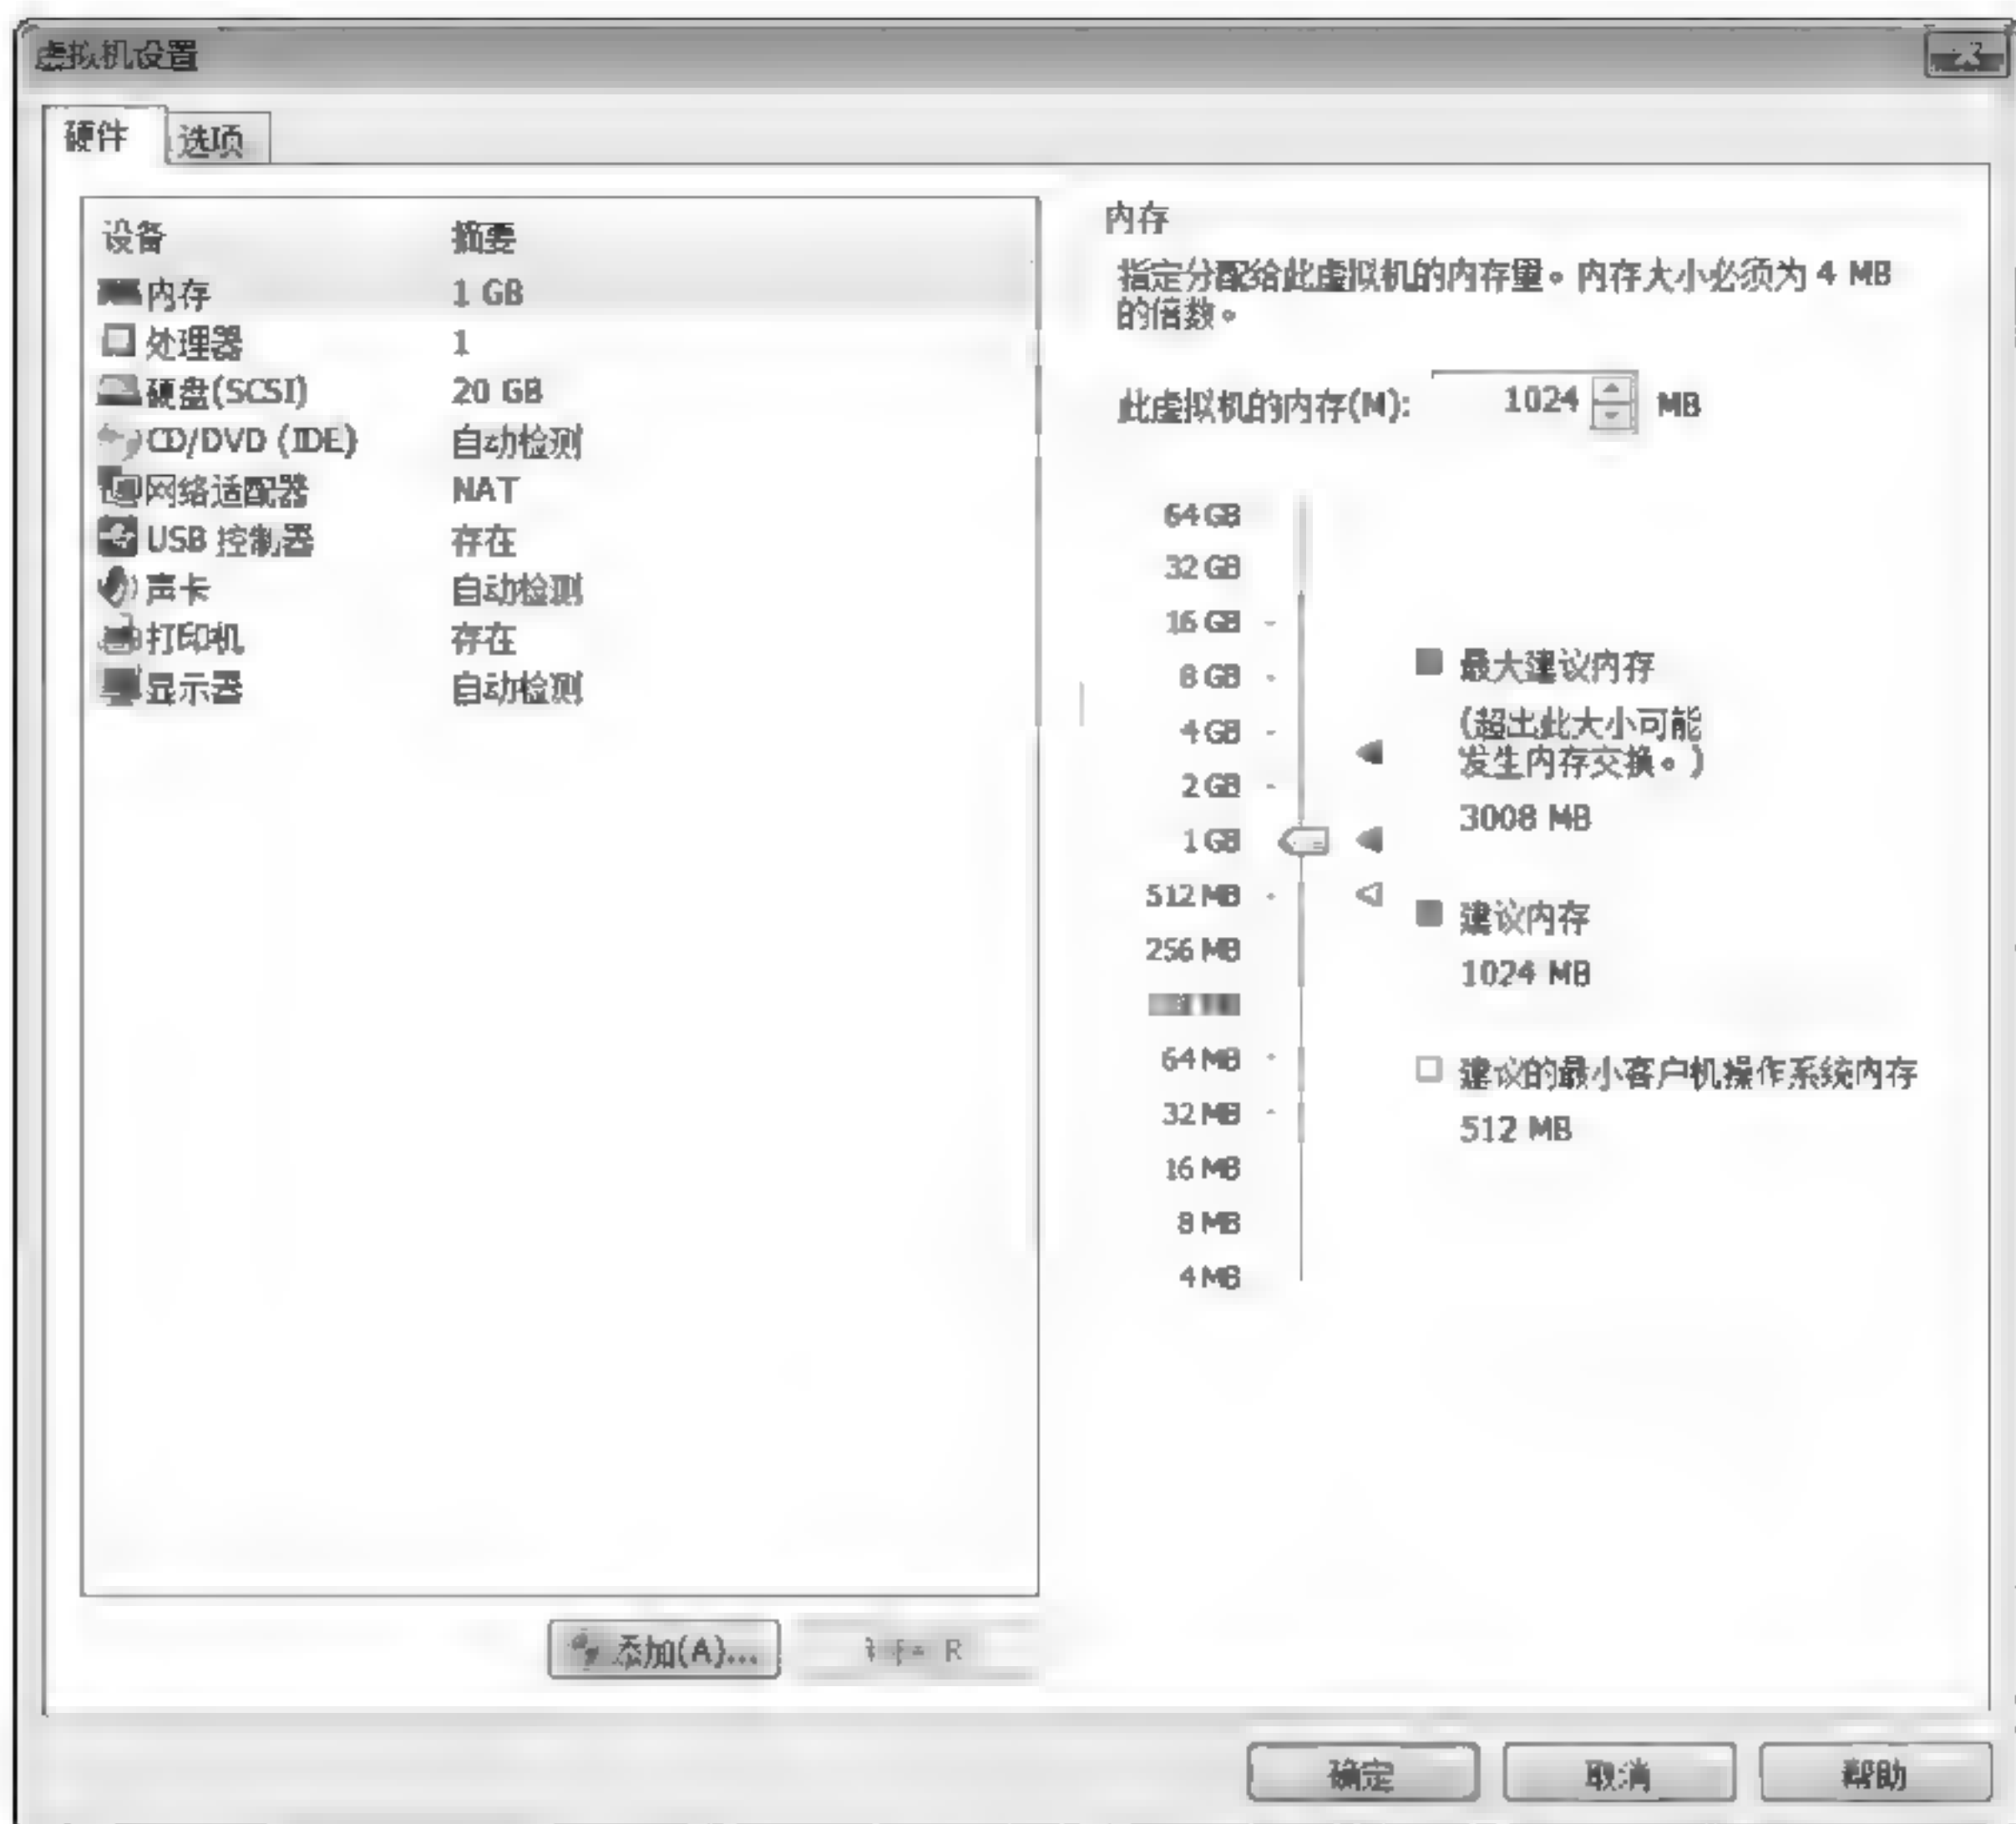 虚拟机设置
硬件 选项
设备 摘要
内存 1 GB
处理器 1
硬盘(SCSI) 20 GB
CD/DVD (IDE) 自动检测
网络适配器 NAT
USB 控制器 存在
声卡 自动检测
打印机 存在
显示器 自动检测
添加(A)...
R
内存
指定分配给此虚拟机的内存量。内存大小必须为 4 MB
的倍数。
此虚拟机的内存(M): 1024 MB
64 GB
32 GB
16 GB
8 GB
4 GB
2 GB
1 GB
512 MB
256 MB
64 MB
32 MB
16 MB
8 MB
4 MB
最大建议内存
(超出此大小可能
发生内存交换。)
3008 MB
建议内存
1024 MB
建议的最小客户机操作系统内存
512 MB
确定 取消 帮助